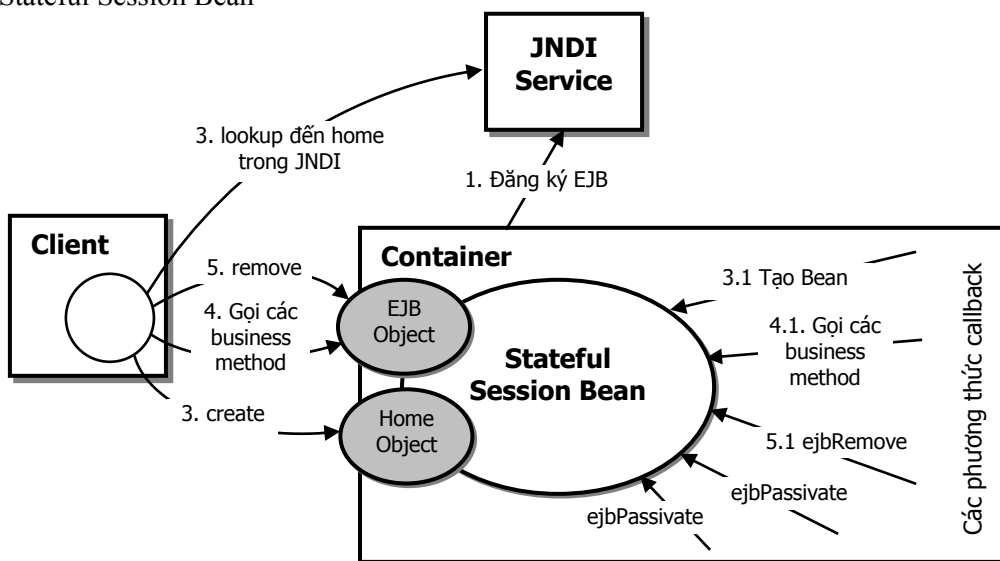 Stateful Session Bean
JNDI
Service
3. lookup đến home
trong JNDI
1. Đăng ký EJB
Client
Container
5. remove
3.1 Tạo Bean
EJB
Object
4. Gọi các
business
method
4.1. Gọi các
business
method
Stateful
Session Bean
3. create
Home
Object
5.1 ejbRemove
ejbPassivate
ejbPassivate
Các phương thức callback